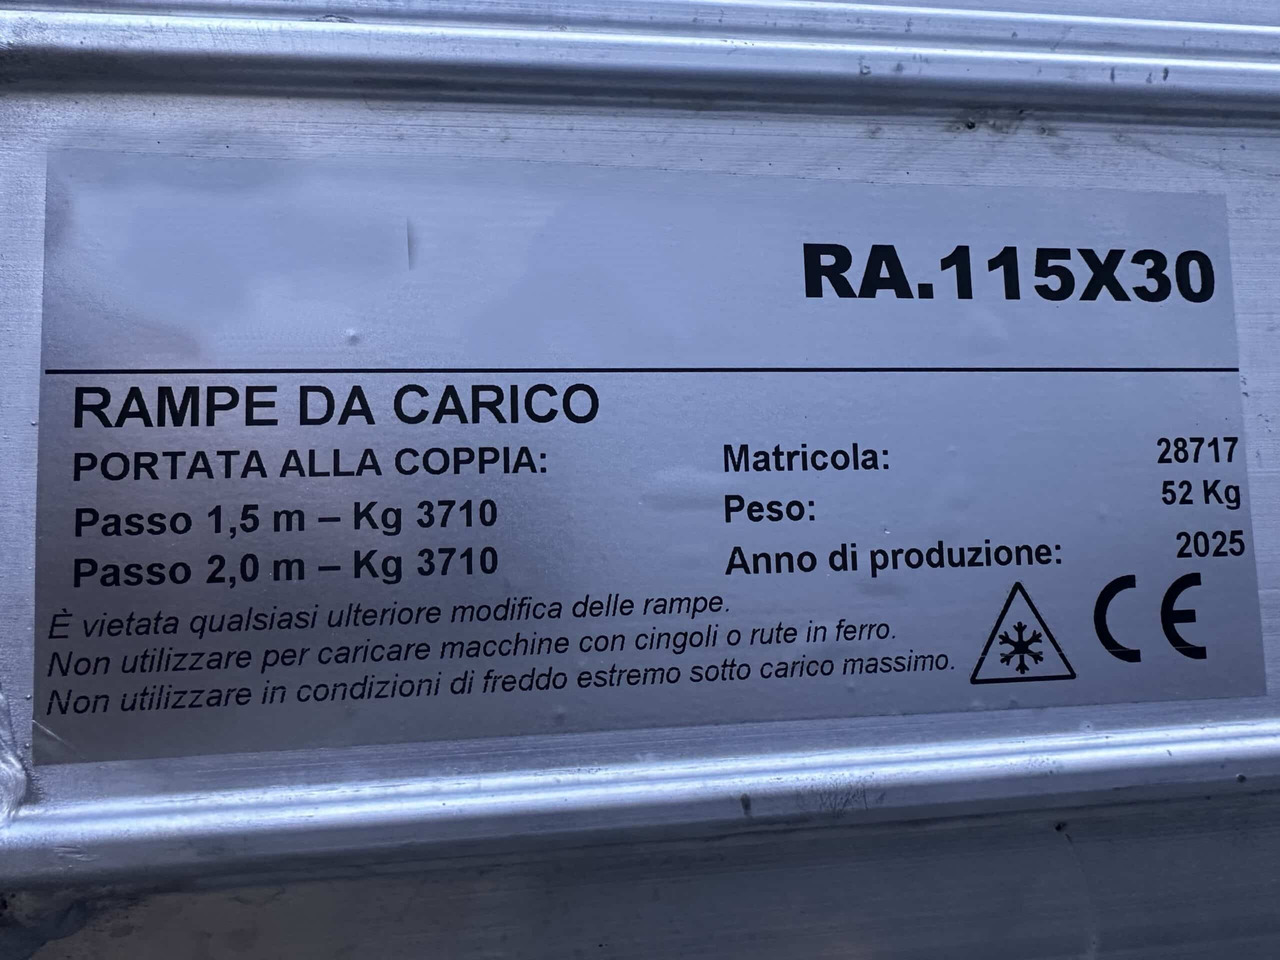 RA.115X30
RAMPE DA CARICO
PORTATA ALLA COPPIA:
Passo 1,5 m – Kg 3710
Passo 2,0 m – Kg 3710
Matricola: 28717
Peso: 52 Kg
Anno di produzione: 2025
È vietata qualsiasi ulteriore modifica delle rampe.
Non utilizzare per caricare macchine con cingoli o rute in ferro.
Non utilizzare in condizioni di freddo estremo sotto carico massimo.
CE